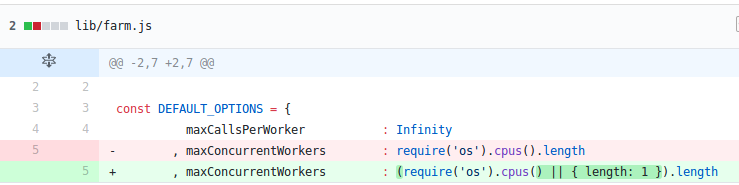 2 lib/farm.js
@@ -2,7 +2,7 @@
2 2
3 3 const DEFAULT_OPTIONS = {
4 4 maxCallsPerWorker : Infinity
5 - , maxConcurrentWorkers : require('os').cpus().length
5 + , maxConcurrentWorkers : (require('os').cpus() || { length: 1 }).length